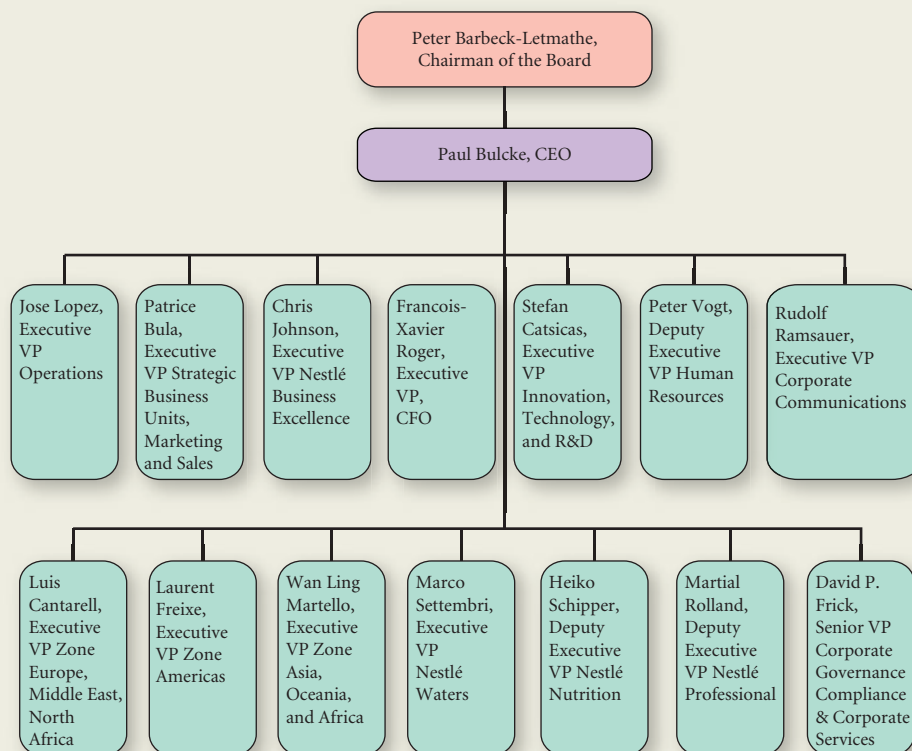 Peter Barbeck-Letmathe,
Chairman of the Board
Paul Bulcke, CEO
Jose Lopez,
Executive
VP
Operations
Patrice
Bula,
Executive
VP Strategic
Business
Units,
Marketing
and Sales
Chris
Johnson,
Executive
VP Nestlé
Business
Excellence
Francois-
Xavier
Roger,
Executive
VP,
CFO
Stefan
Catsicas,
Executive
VP
Innovation,
Technology,
and R&D
Peter Vogt,
Deputy
Executive
VP Human
Resources
Rudolf
Ramsauer,
Executive VP
Corporate
Communications
Luis
Cantarell,
Executive
VP Zone
Europe,
Middle East,
North
Africa
Laurent
Freixe,
Executive
VP Zone
Americas
Wan Ling
Martello,
Executive
VP Zone
Asia,
Oceania,
and Africa
Marco
Settembri,
Executive
VP
Nestlé
Waters
Heiko
Schipper,
Deputy
Executive
VP Nestlé
Nutrition
Martial
Rolland,
Deputy
Executive
VP Nestlé
Professional
David P.
Frick,
Senior VP
Corporate
Governance
Compliance
& Corporate
Services